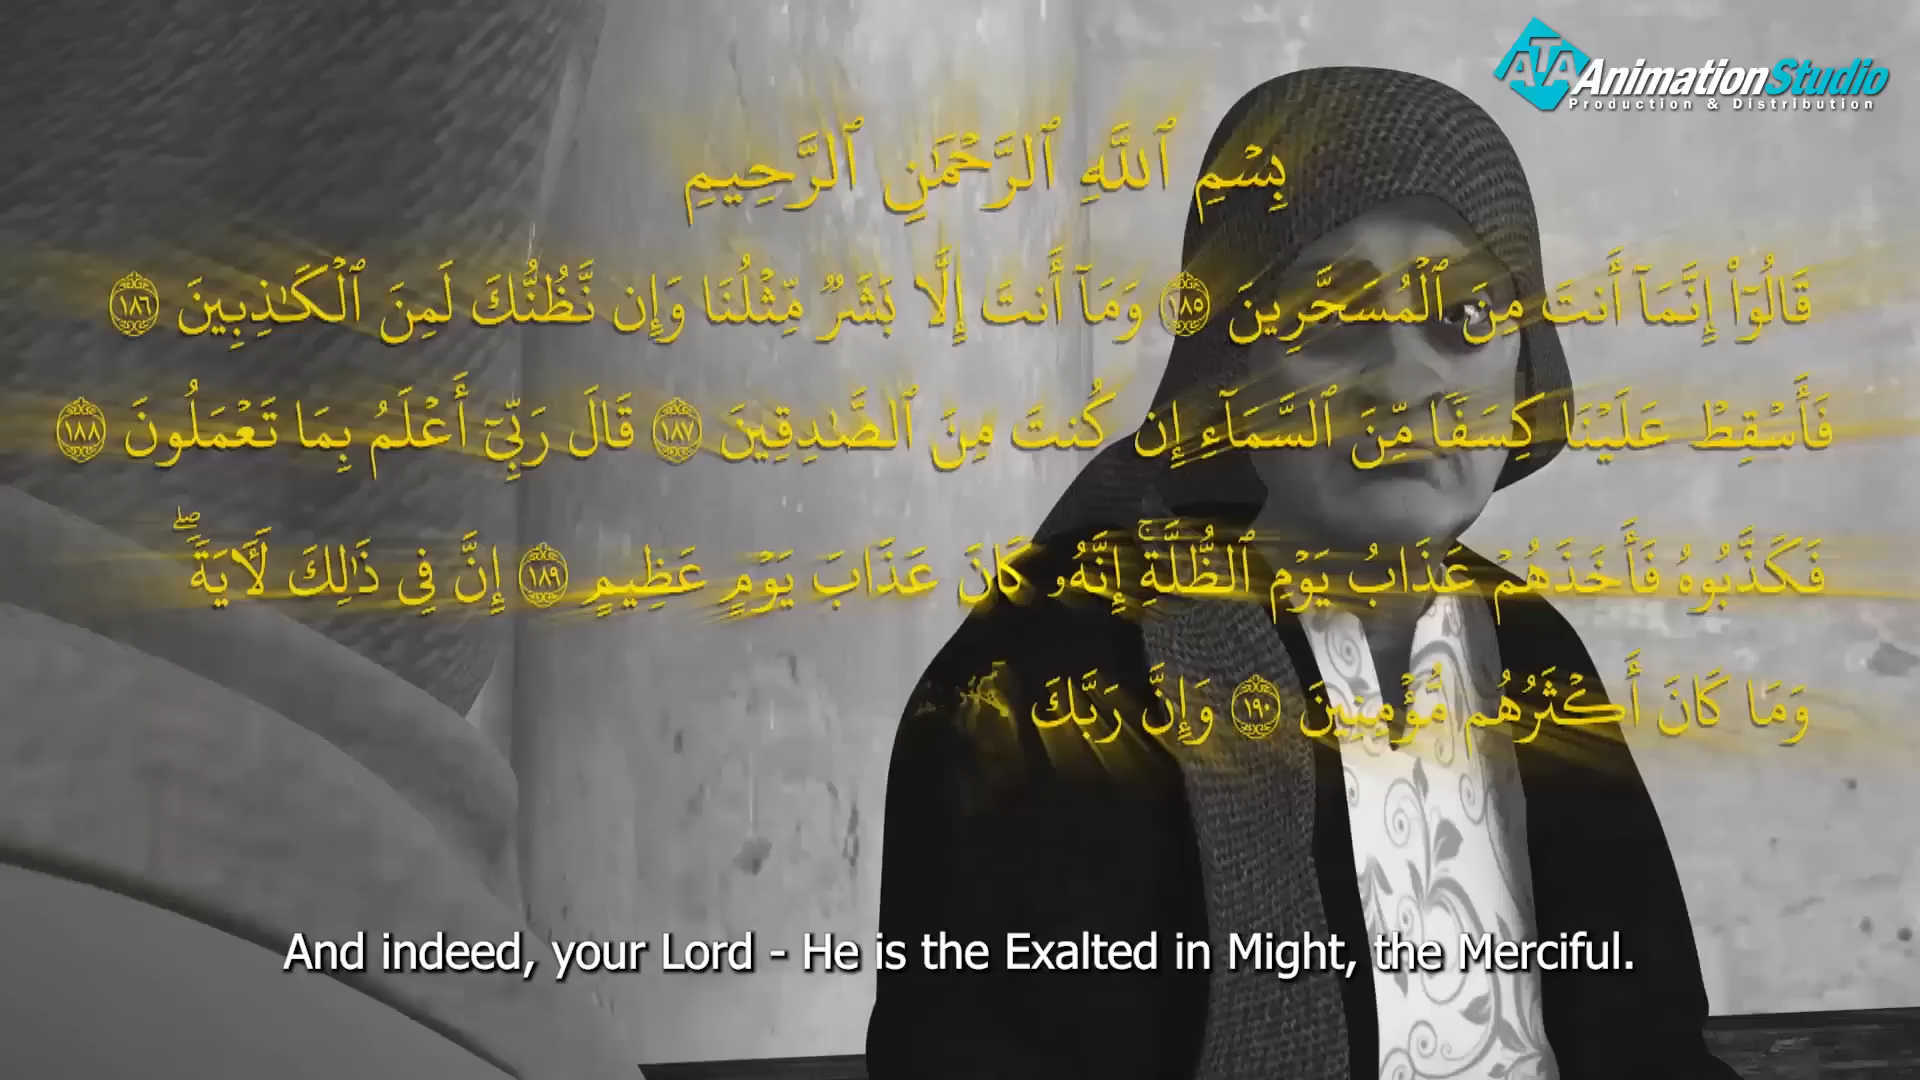 ATA AnimationStudio
Production & Distribution
بِسْمِ ٱللَّهِ ٱلرَّحْمَٰنِ ٱلرَّحِيمِ
قَالُوٓا۟ إِنَّمَآ أَنتَ مِنَ ٱلْمُسَحَّرِينَ ١٨٥ وَمَآ أَنتَ إِلَّا بَشَرٌ مِّثْلُنَا وَإِن نَّظُنُّكَ لَمِنَ ٱلْكَـٰذِبِينَ ١٨٦
فَأَسْقِطْ عَلَيْنَا كِسَفًا مِّنَ ٱلسَّمَآءِ إِن كُنتَ مِنَ ٱلصَّـٰدِقِينَ ١٨٧ قَالَ رَبِّىٓ أَعْلَمُ بِمَا تَعْمَلُونَ ١٨٨
فَكَذَّبُوهُ فَأَخَذَهُمْ عَذَابُ يَوْمِ ٱلظُّلَّةِ ۚ إِنَّهُۥ كَانَ عَذَابَ يَوْمٍ عَظِيمٍ ١٨٩ إِنَّ فِى ذَٰلِكَ لَـَٔايَةً ۖ
وَمَا كَانَ أَكْثَرُهُم مُّؤْمِنِينَ ١٩٠ وَإِنَّ رَبَّكَ
And indeed, your Lord - He is the Exalted in Might, the Merciful.